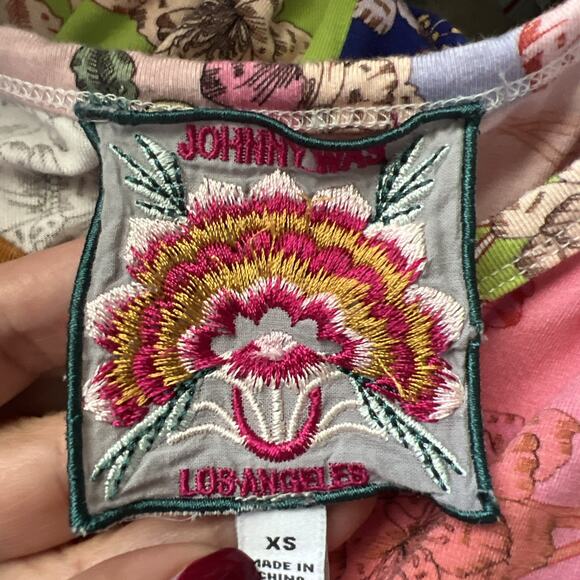 JOHNNY WAS
LOS ANGELES
XS
MADE IN
CHINA